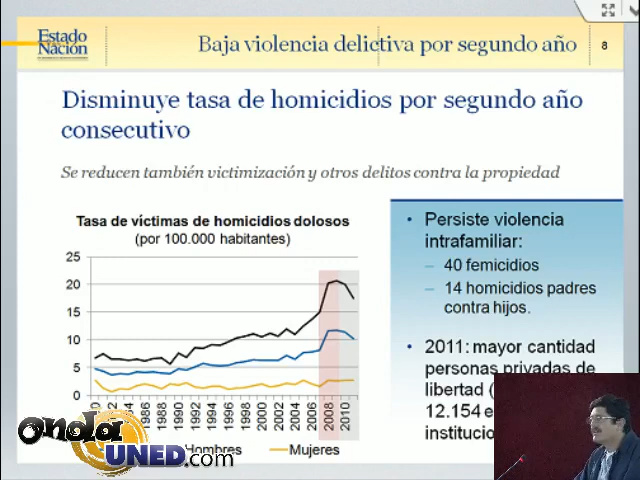 Estado
Nación
Baja violencia delictiva por segundo año
8
Disminuye tasa de homicidios por segundo año
consecutivo
Se reducen también victimización y otros delitos contra la propiedad
Tasa de víctimas de homicidios dolosos
(por 100.000 habitantes)
25
20
15
10
5
0
1986
1988
1990
1992
1994
1996
1998
2000
2002
2004
2006
2008
2010
Hombres
Mujeres
• Persiste violencia
intrafamiliar:
– 40 femicidios
– 14 homicidios padres
contra hijos.
• 2011: mayor cantidad
personas privadas de
libertad (
12.154 e
institucio
onda
UNED.com